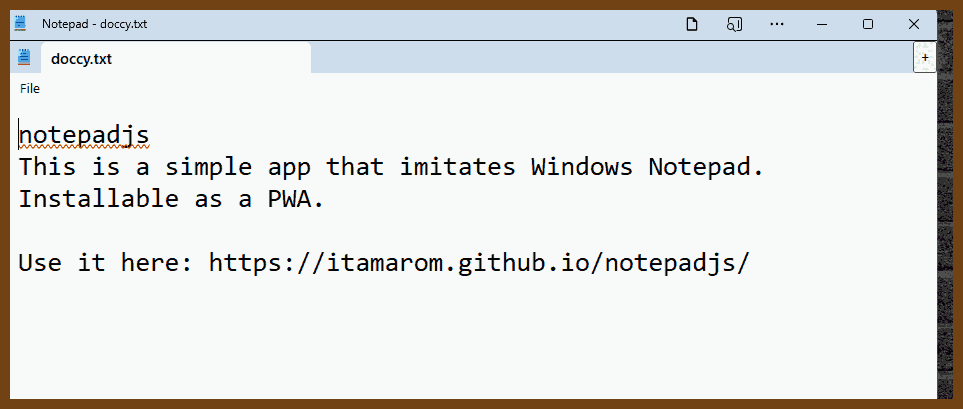 Notepad - doccy.txt
doccy.txt
+
File
notepadjs
This is a simple app that imitates Windows Notepad.
Installable as a PWA.
Use it here: https://itamarom.github.io/notepadjs/